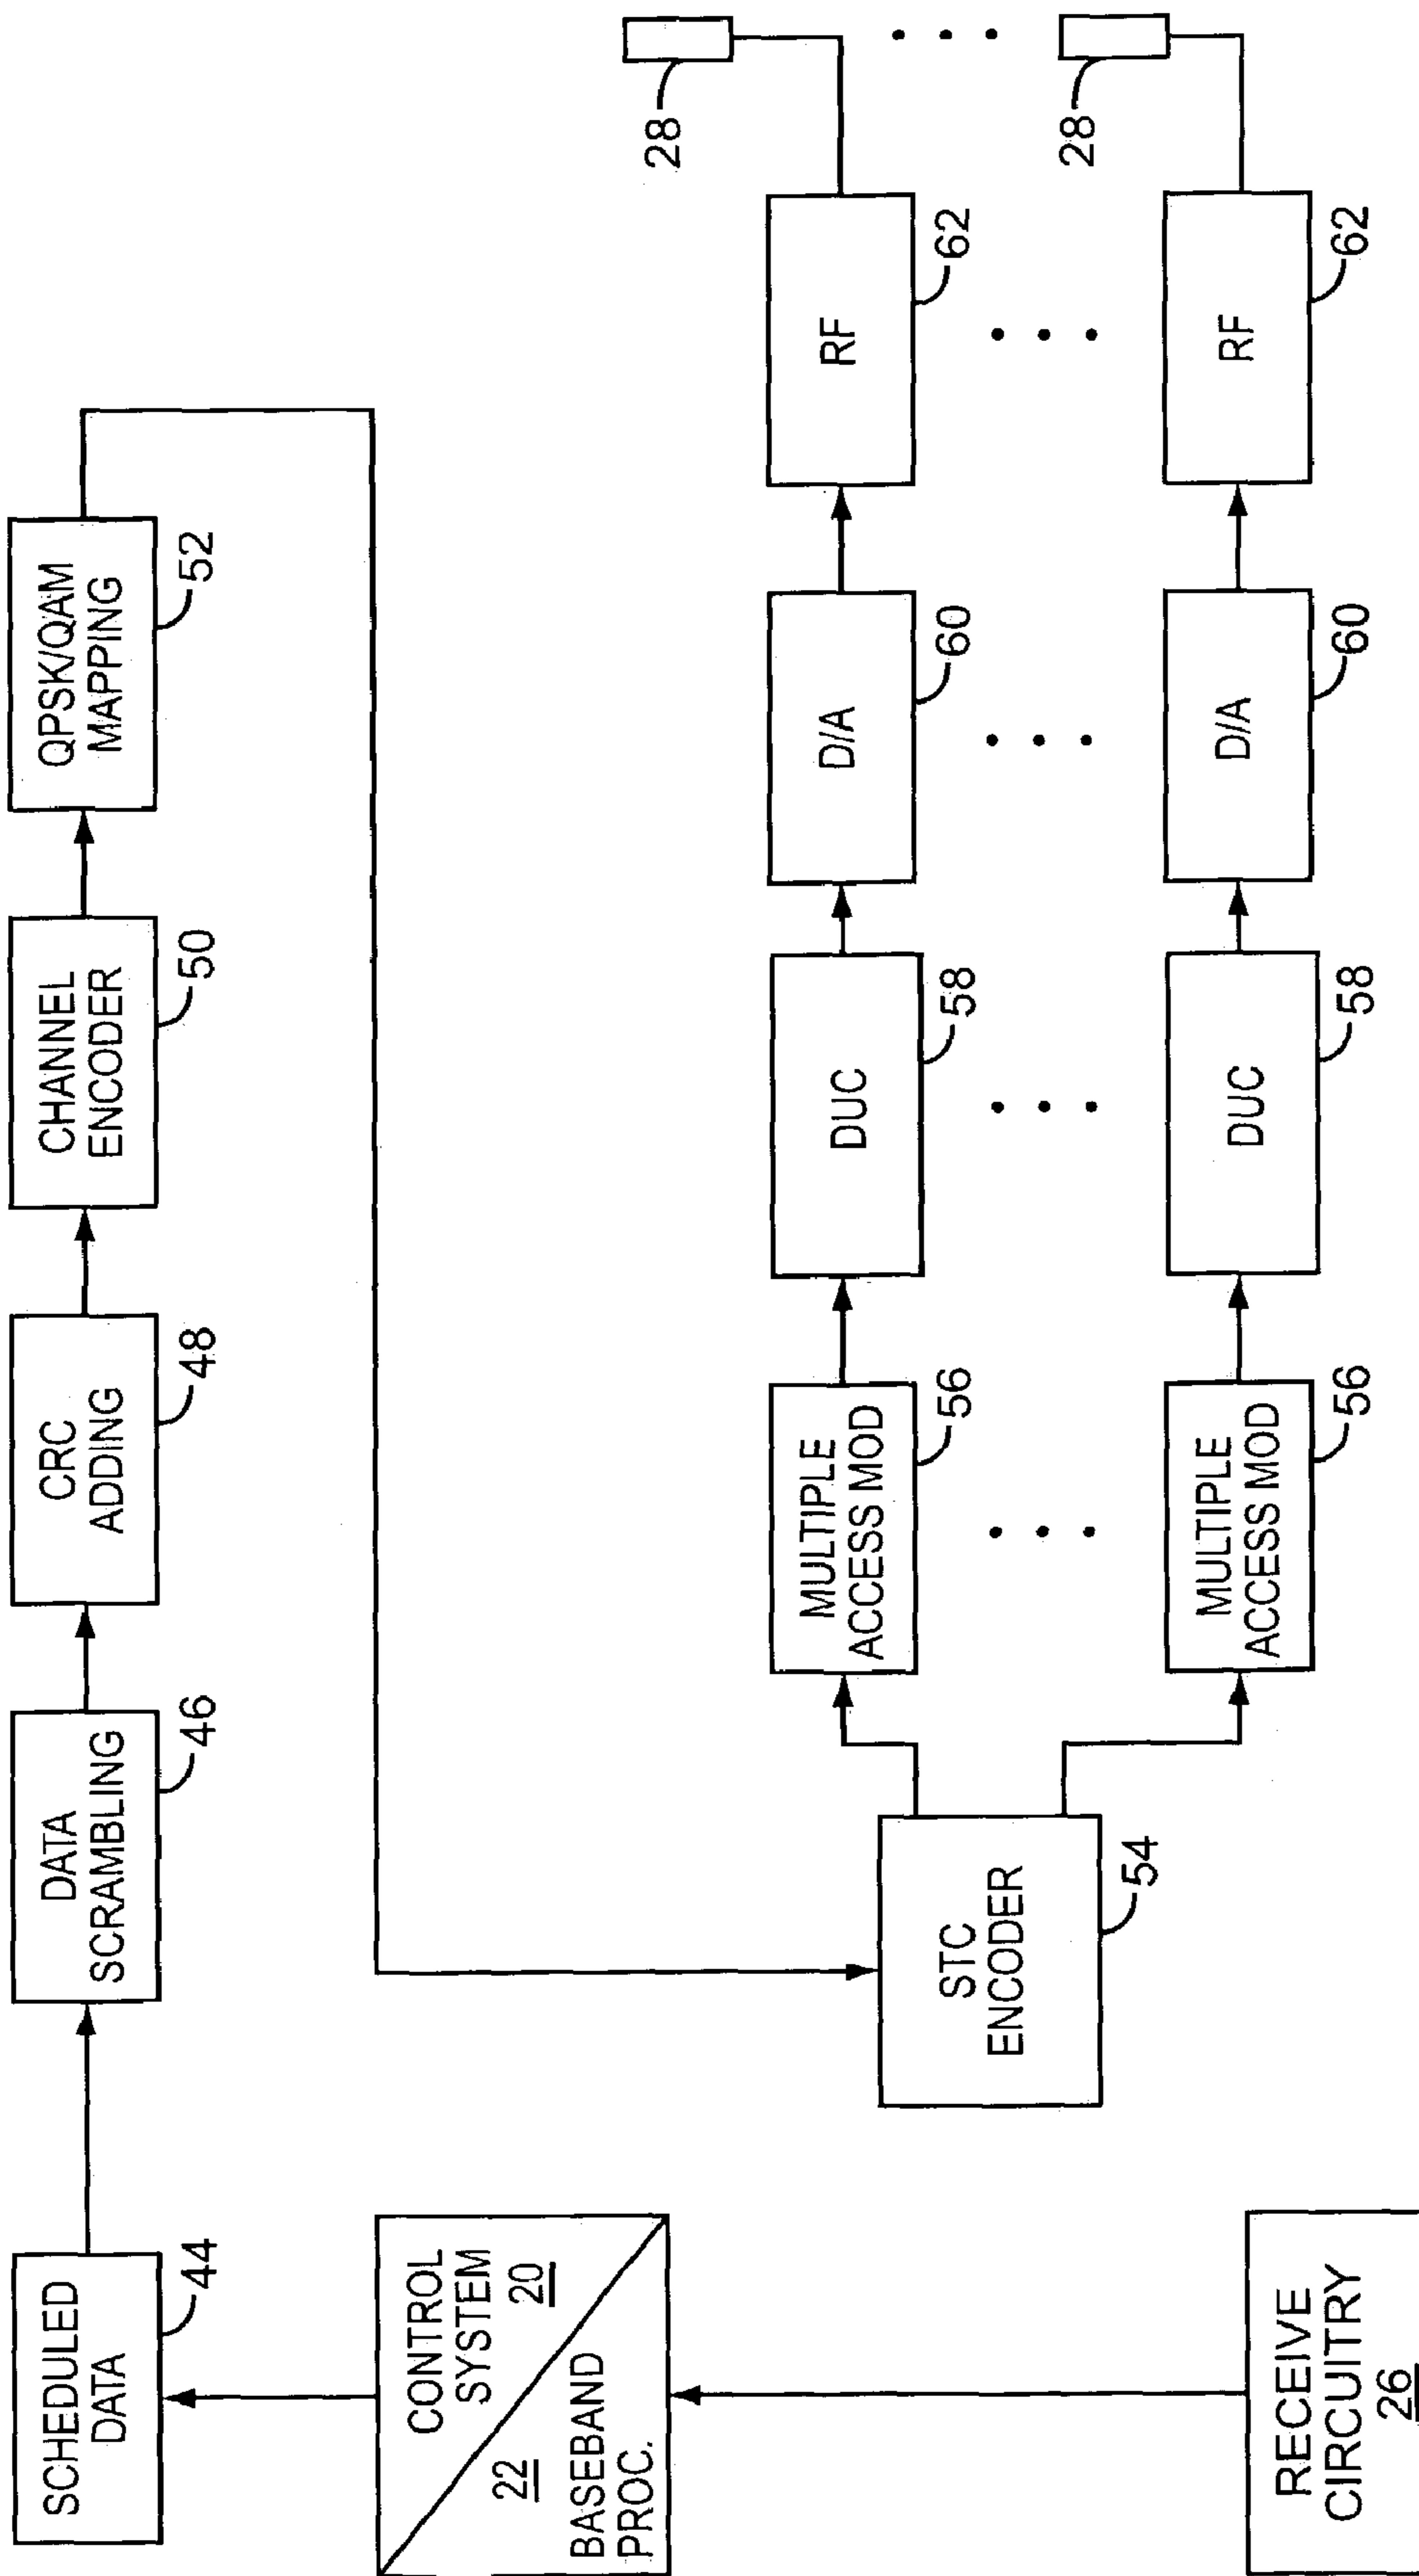 SCHEDULED
DATA
44
DATA
SCRAMBLING
46
CRC
ADDING
48
CHANNEL
ENCODER
50
QPSK/QAM
MAPPING
52
CONTROL
SYSTEM
20
22
BASEBAND
PROC.
RECEIVE
CIRCUITRY
26
STC
ENCODER
54
MULTIPLE
ACCESS MOD
56
DUC
58
D/A
60
RF
62
28
MULTIPLE
ACCESS MOD
56
DUC
58
D/A
60
RF
62
28